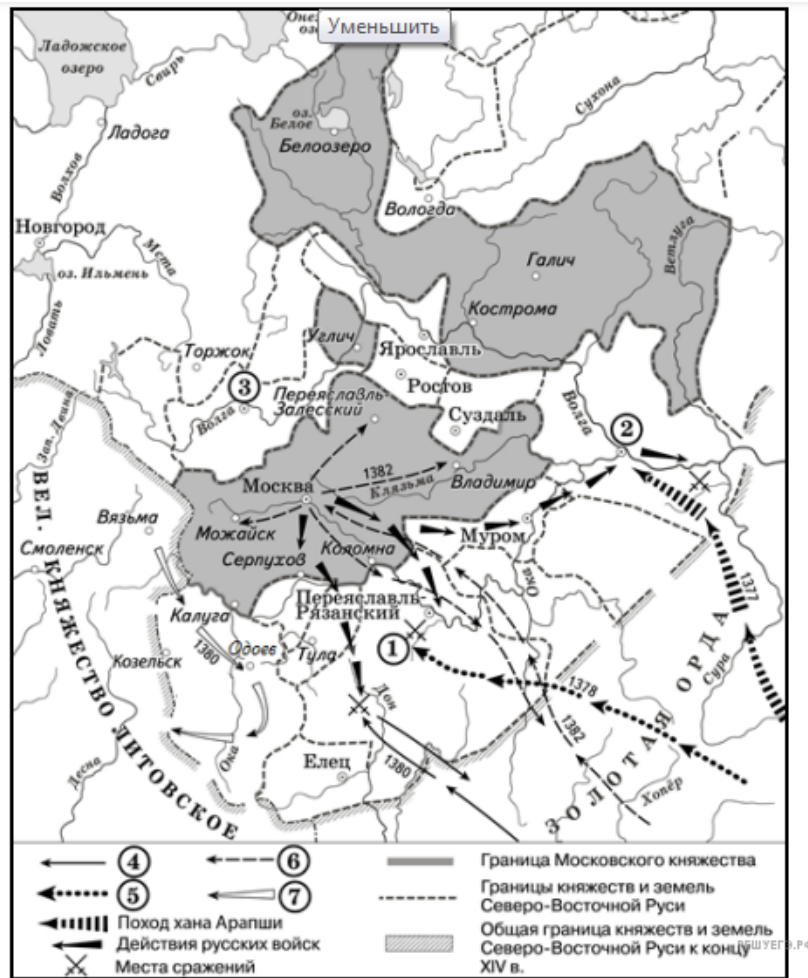 Уменьшить
Ладожское
озеро
Свирь
Сухона
оз.
Белое
Белоозеро
Ладога
Волхов
Вологда
Новгород
оз. Ильмень
Мста
Ловать
Галич
Ветлуга
Кострома
Углич
Ярославль
Торжок
Ростов
3
Волга
Переяславль-
Залесский
Суздаль
Волга
2
Зап. Двина
1382
Клязьма
Владимир
Москва
Можайск
Вязьма
Смоленск
Серпухов
Коломна
Муром
Ока
1377
Переяславль-
Рязанский
Калуга
1380
Одоев
Тула
Козельск
1
1378
Сура
Дон
1382
ЗОЛОТАЯ ОРДА
ВЕЛ. КНЯЖЕСТВО ЛИТОВСКОЕ
Десна
Ока
Елец
1380
Хопёр
4
6
Граница Московского княжества
5
7
Границы княжеств и земель
Северо-Восточной Руси
Поход хана Арапши
Действия русских войск
Места сражений
Общая граница княжеств и земель
Северо-Восточной Руси к концу
XIV в.
РЕШУЕГЭ.РФ